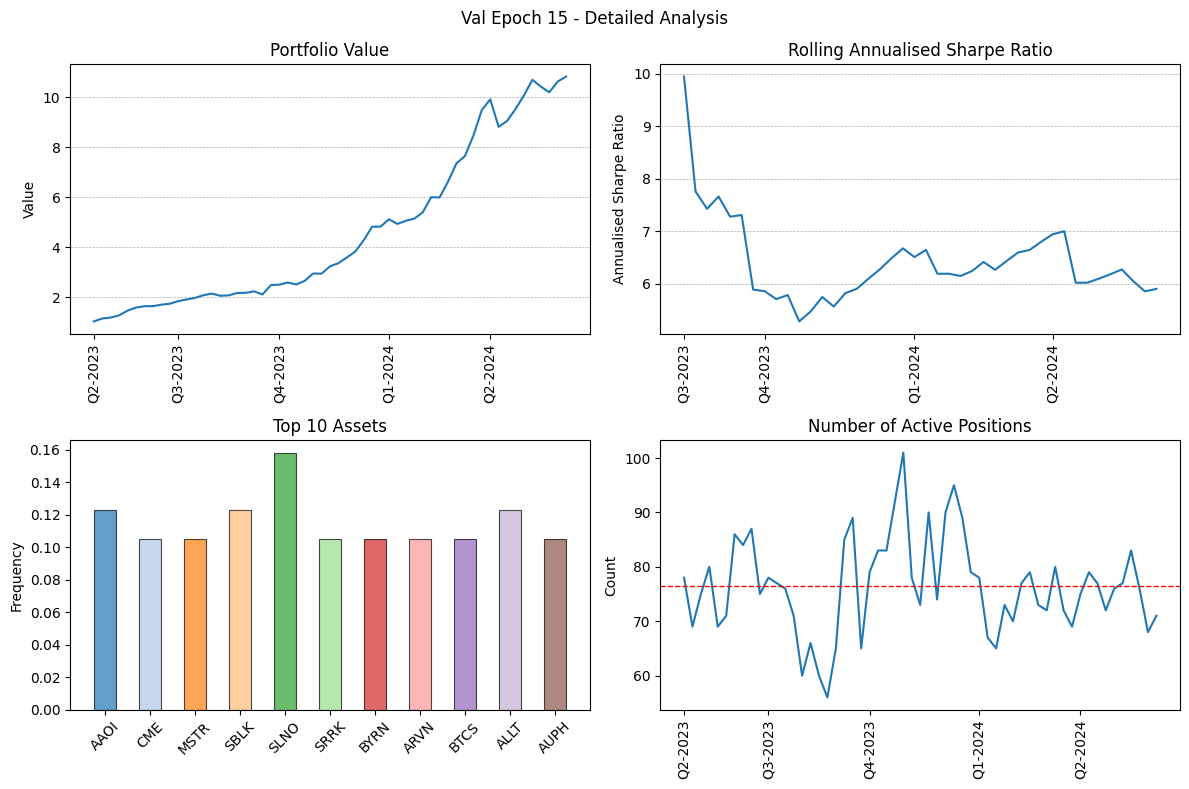 Val Epoch 15 - Detailed Analysis
Portfolio Value
Value
10
8
6
4
2
Q2-2023
Q3-2023
Q4-2023
Q1-2024
Q2-2024
Rolling Annualised Sharpe Ratio
Annualised Sharpe Ratio
10
9
8
7
6
Q3-2023
Q4-2023
Q1-2024
Q2-2024
Top 10 Assets
Frequency
0.16
0.14
0.12
0.10
0.08
0.06
0.04
0.02
0.00
AAOI
CME
MSTR
SBLK
SLNO
SRRK
BYRN
ARVN
BTCS
ALLT
AUPH
Number of Active Positions
Count
100
90
80
70
60
Q2-2023
Q3-2023
Q4-2023
Q1-2024
Q2-2024